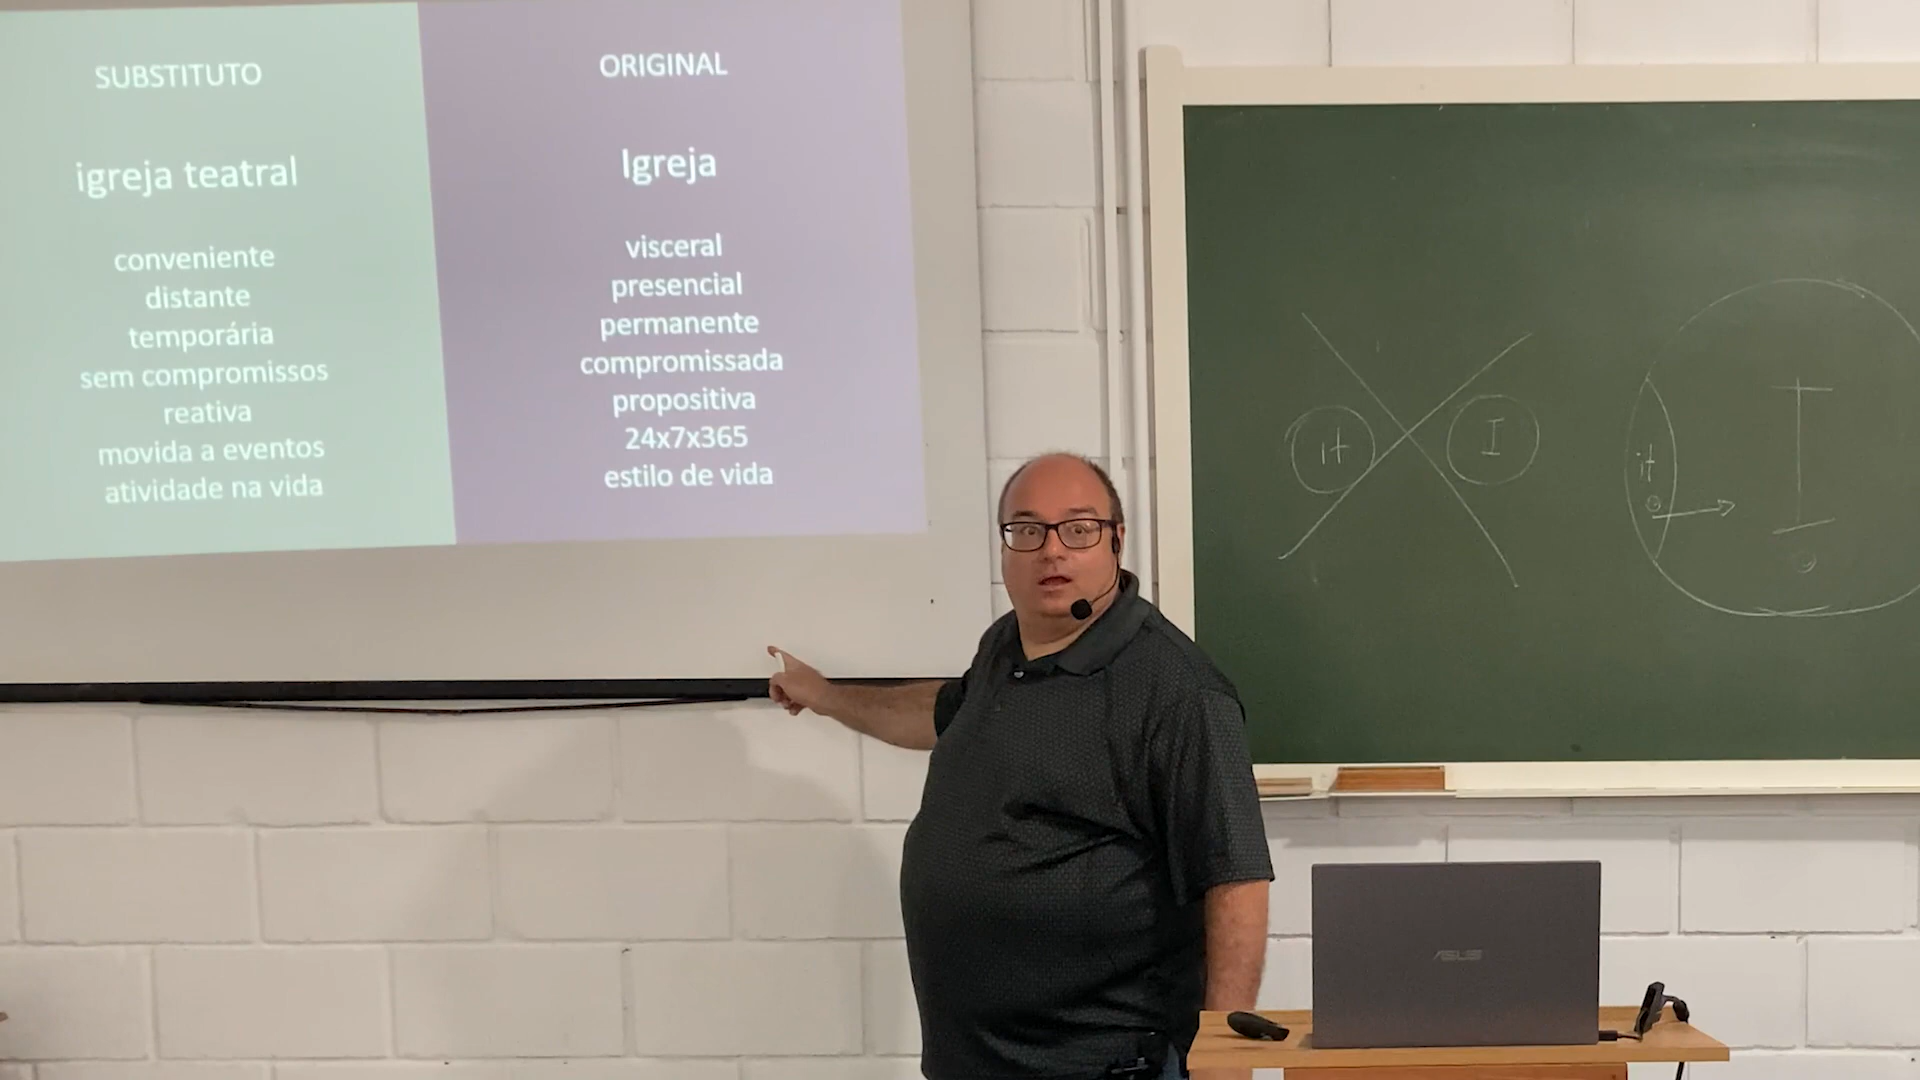 SUBSTITUTO
igreja teatral
conveniente
distante
temporária
sem compromissos
reativa
movida a eventos
atividade na vida
ORIGINAL
Igreja
visceral
presencial
permanente
compromissada
propositiva
24x7x365
estilo de vida
it
I
it
I
ASUS